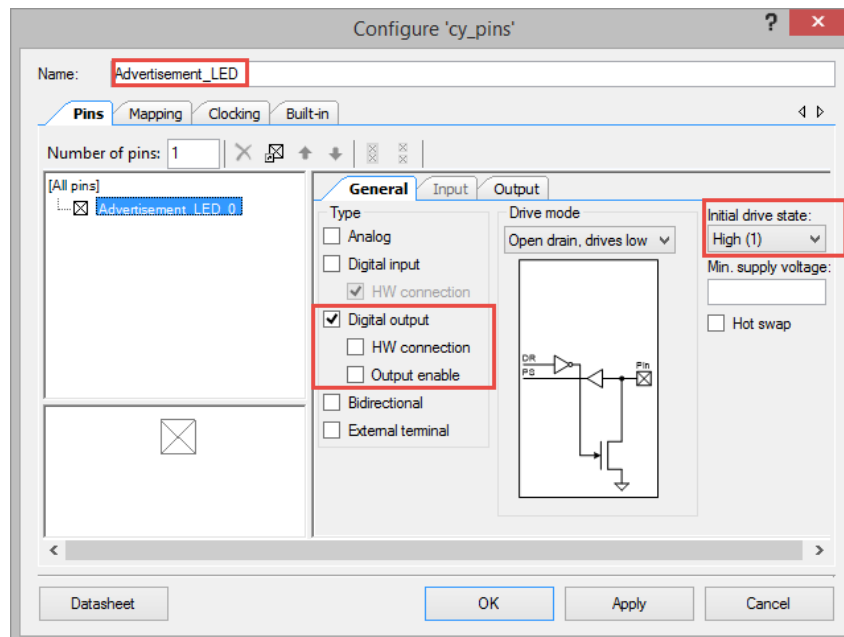 Configure 'cy_pins'
?
x
Name:
Advertisement_LED
Pins
Mapping
Clocking
Built-in
Number of pins:
1
[All pins]
Advertisement_LED_0
General
Input
Output
Type
Analog
Digital input
HW connection
Digital output
HW connection
Output enable
Bidirectional
External terminal
Drive mode
Open drain, drives low
DR
PS
Pin
Initial drive state:
High (1)
Min. supply voltage:
Hot swap
Datasheet
OK
Apply
Cancel